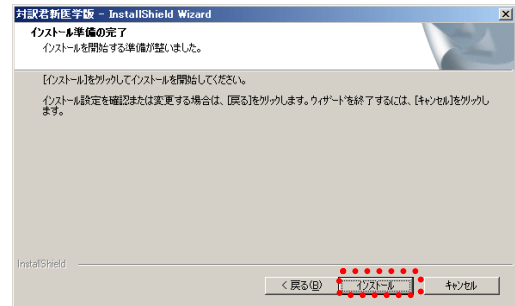 対訳君新医学版 - InstallShield Wizard
インストール準備の完了
インストールを開始する準備が整いました。
[インストール]をクリックしてインストールを開始してください。
インストール設定を確認または変更する場合は、[戻る]をクリックします。ウィザードを終了するには、[キャンセル]をクリックし
ます。
InstallShield
< 戻る(B)
インストール
キャンセル